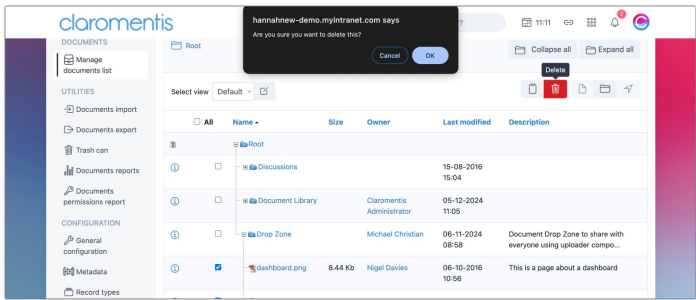 claromentis
hannahnew-demo.myintranet.com says
Are you sure you want to delete this?
Cancel
OK
?
11:11
2
DOCUMENTS
Manage
documents list
UTILITIES
Documents import
Documents export
Trash can
Documents reports
Documents
permissions report
CONFIGURATION
General
configuration
Metadata
Record types
Root
Collapse all
Expand all
Delete
Select view Default
All Name Size Owner Last modified Description
Root
Discussions 15-08-2016
15:04
Document Library Claromentis 05-12-2024
Administrator 11:05
Drop Zone Michael Christian 06-11-2024 Document Drop Zone to share with
08:58 everyone using uploader compo...
dashboard.png 8.44 Kb Nigel Davies 06-10-2016 This is a page about a dashboard
10:56